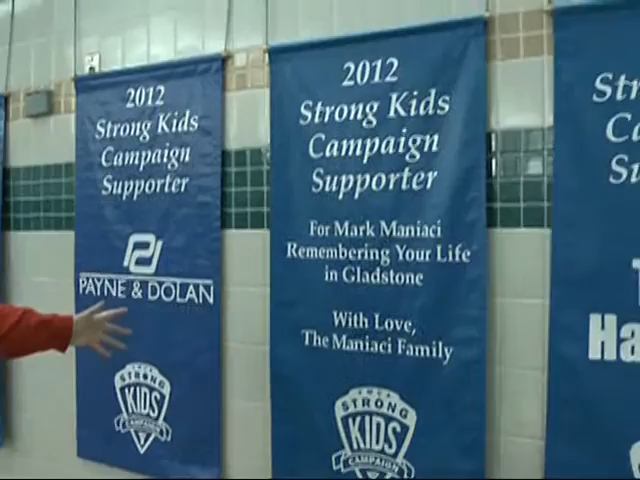 2012
Strong Kids
Campaign
Supporter
PAYNE & DOLAN
STRONG
KIDS
CAMPAIGN
2012
Strong Kids
Campaign
Supporter
For Mark Maniaci
Remembering Your Life
in Gladstone
With Love,
The Maniaci Family
STRONG
KIDS
CAMPAIGN
Ha